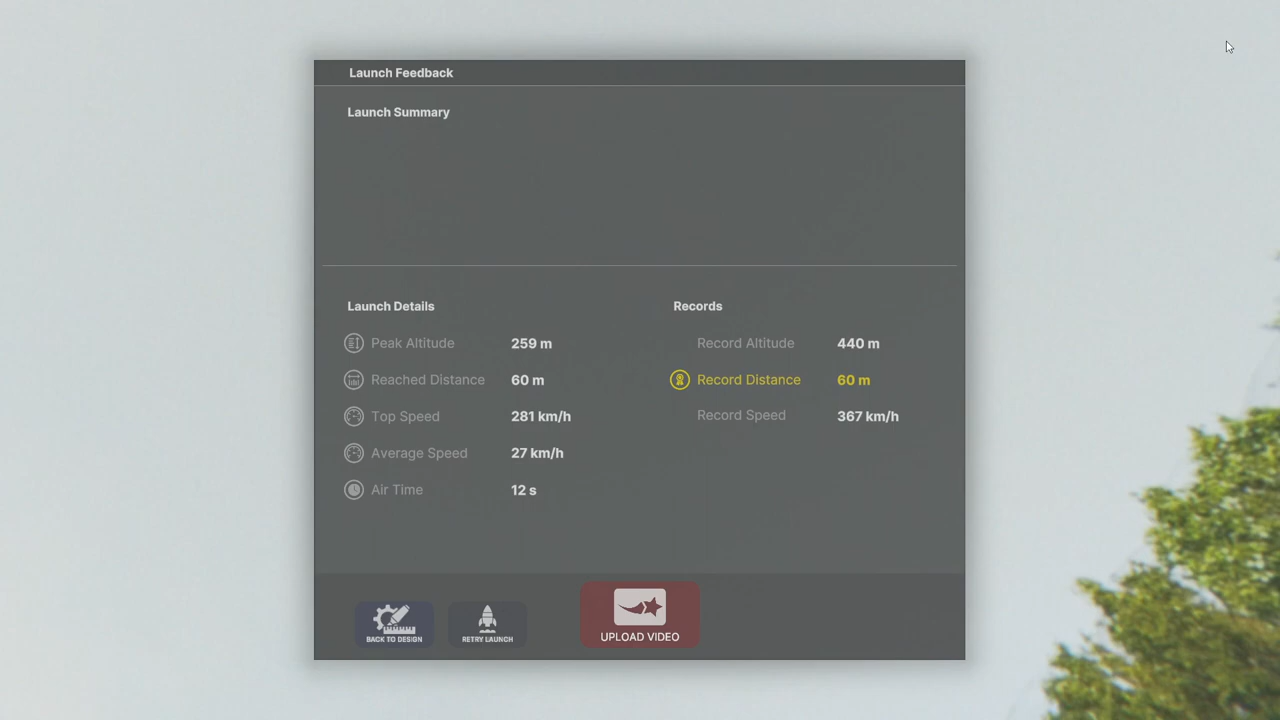 Launch Feedback
Launch Summary
Launch Details
Peak Altitude 259 m
Reached Distance 60 m
Top Speed 281 km/h
Average Speed 27 km/h
Air Time 12 s
Records
Record Altitude 440 m
Record Distance 60 m
Record Speed 367 km/h
BACK TO DESIGN
RETRY LAUNCH
UPLOAD VIDEO